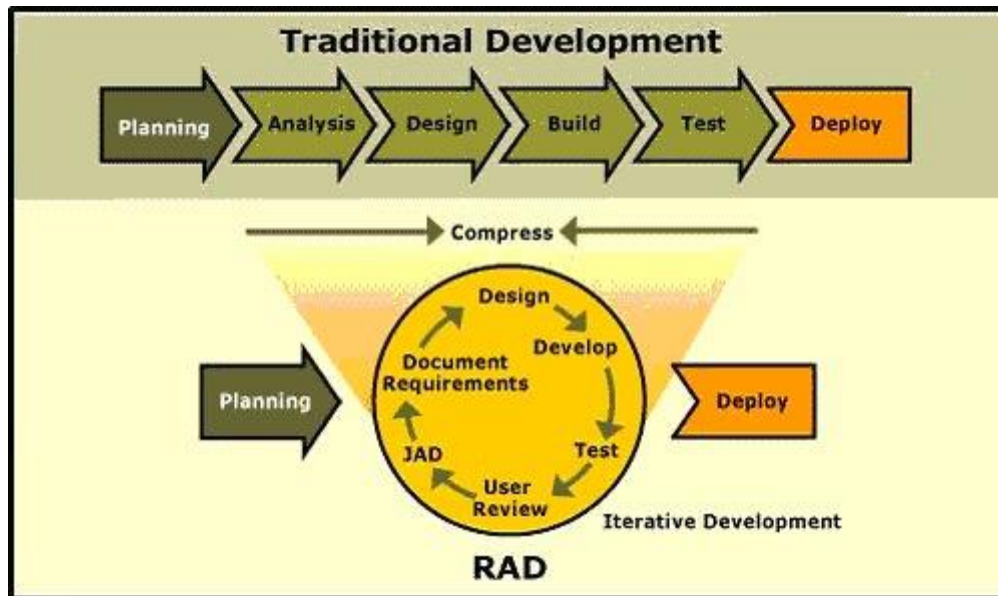 Traditional Development
Planning
Analysis
Design
Build
Test
Deploy
Compress
Design
Develop
Test
User
Review
JAD
Document
Requirements
Planning
Deploy
Iterative Development
RAD